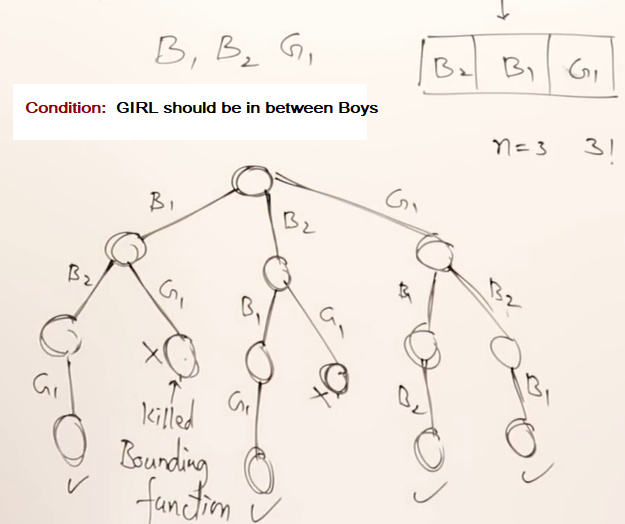 B₁ B₂ G₁
B₂ B₁ G₁
Condition: GIRL should be in between Boys
n=3 3!
B₁ B₂ G₁
B₂ G₁ B₁ G₁ B₁ B₂
G₁ X G₁ X B₂ B₁
Killed
Bounding
function